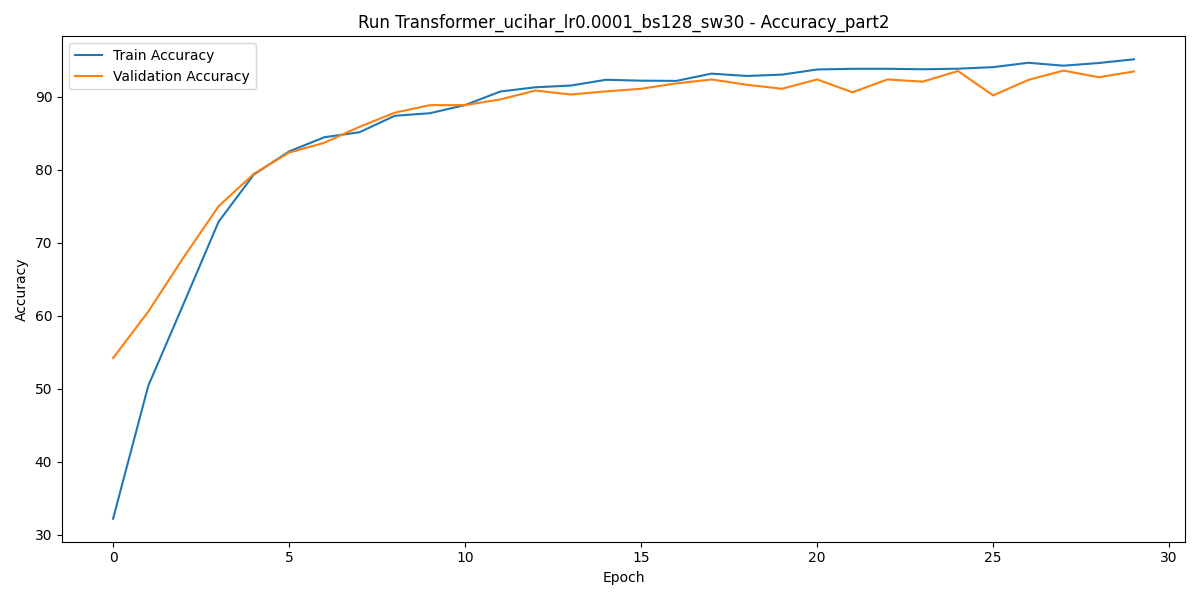 Run Transformer_ucihar_lr0.0001_bs128_sw30 - Accuracy_part2
Train Accuracy
Validation Accuracy
Accuracy
90
80
70
60
50
40
30
0 5 10 15 20 25 30
Epoch